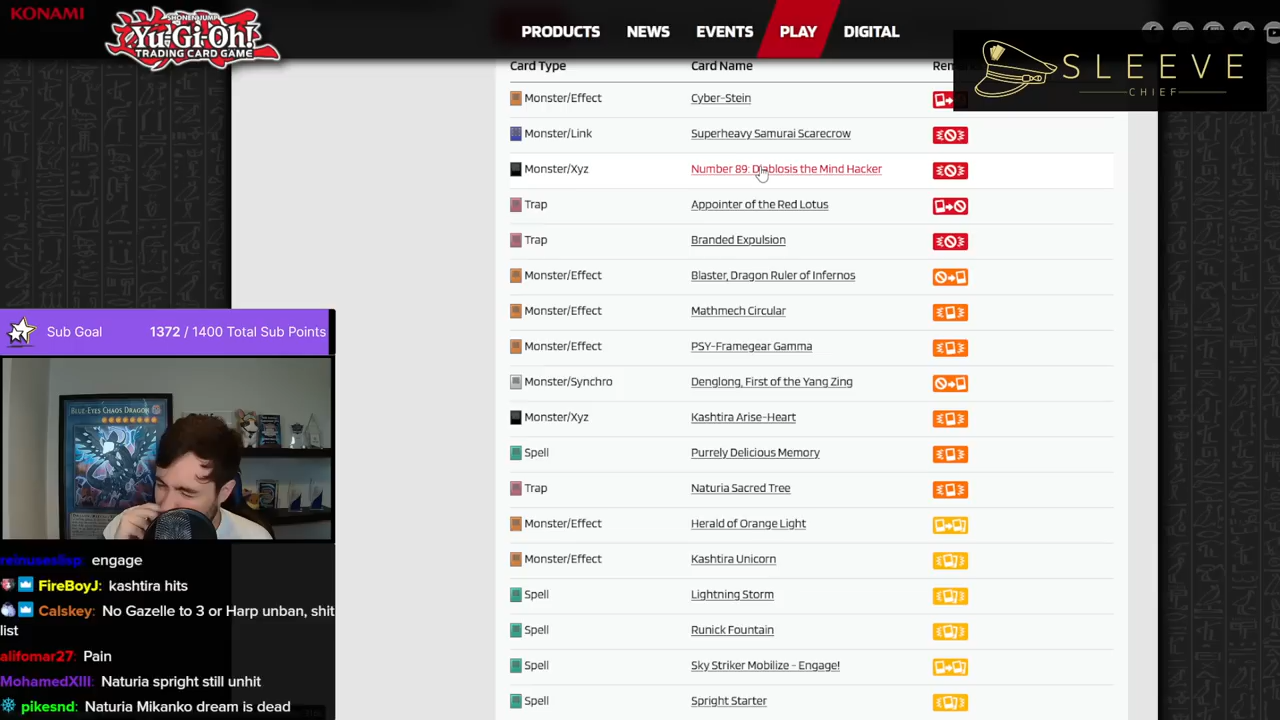 KONAMI
SHONEN JUMP
Yu-Gi-Oh!
TRADING CARD GAME
PRODUCTS NEWS EVENTS PLAY DIGITAL
SLEEVE
CHIEF
Card Type Card Name
Monster/Effect Cyber-Stein
Monster/Link Superheavy Samurai Scarecrow
Monster/Xyz Number 89: Diablosis the Mind Hacker
Trap Appointer of the Red Lotus
Trap Branded Expulsion
Monster/Effect Blaster, Dragon Ruler of Infernos
Monster/Effect Mathmech Circular
Monster/Effect PSY-Framegear Gamma
Monster/Synchro Denglong, First of the Yang Zing
Monster/Xyz Kashtira Arise-Heart
Spell Purrely Delicious Memory
Trap Naturia Sacred Tree
Monster/Effect Herald of Orange Light
Monster/Effect Kashtira Unicorn
Spell Lightning Storm
Spell Runick Fountain
Spell Sky Striker Mobilize - Engage!
Spell Spright Starter
Sub Goal 1372 / 1400 Total Sub Points
BLUE-EYES CHAOS DRAGON
engage
FireBoyJ: kashtira hits
Calskey: No Gazelle to 3 or Harp unban, shit
list
alifomar27: Pain
MohamedXIII: Naturia spright still unhit
pikesnd: Naturia Mikanko dream is dead